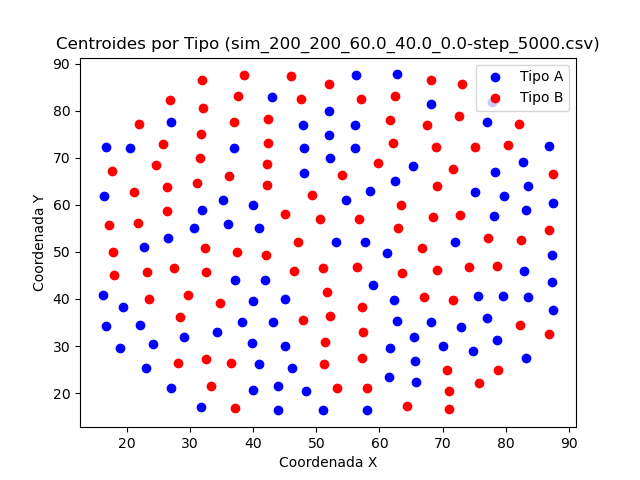 Centroides por Tipo (sim_200_200_60.0_40.0_0.0-step_5000.csv)
Tipo A
Tipo B
90
80
70
60
50
40
30
20
Coordenada Y
20 30 40 50 60 70 80 90
Coordenada X